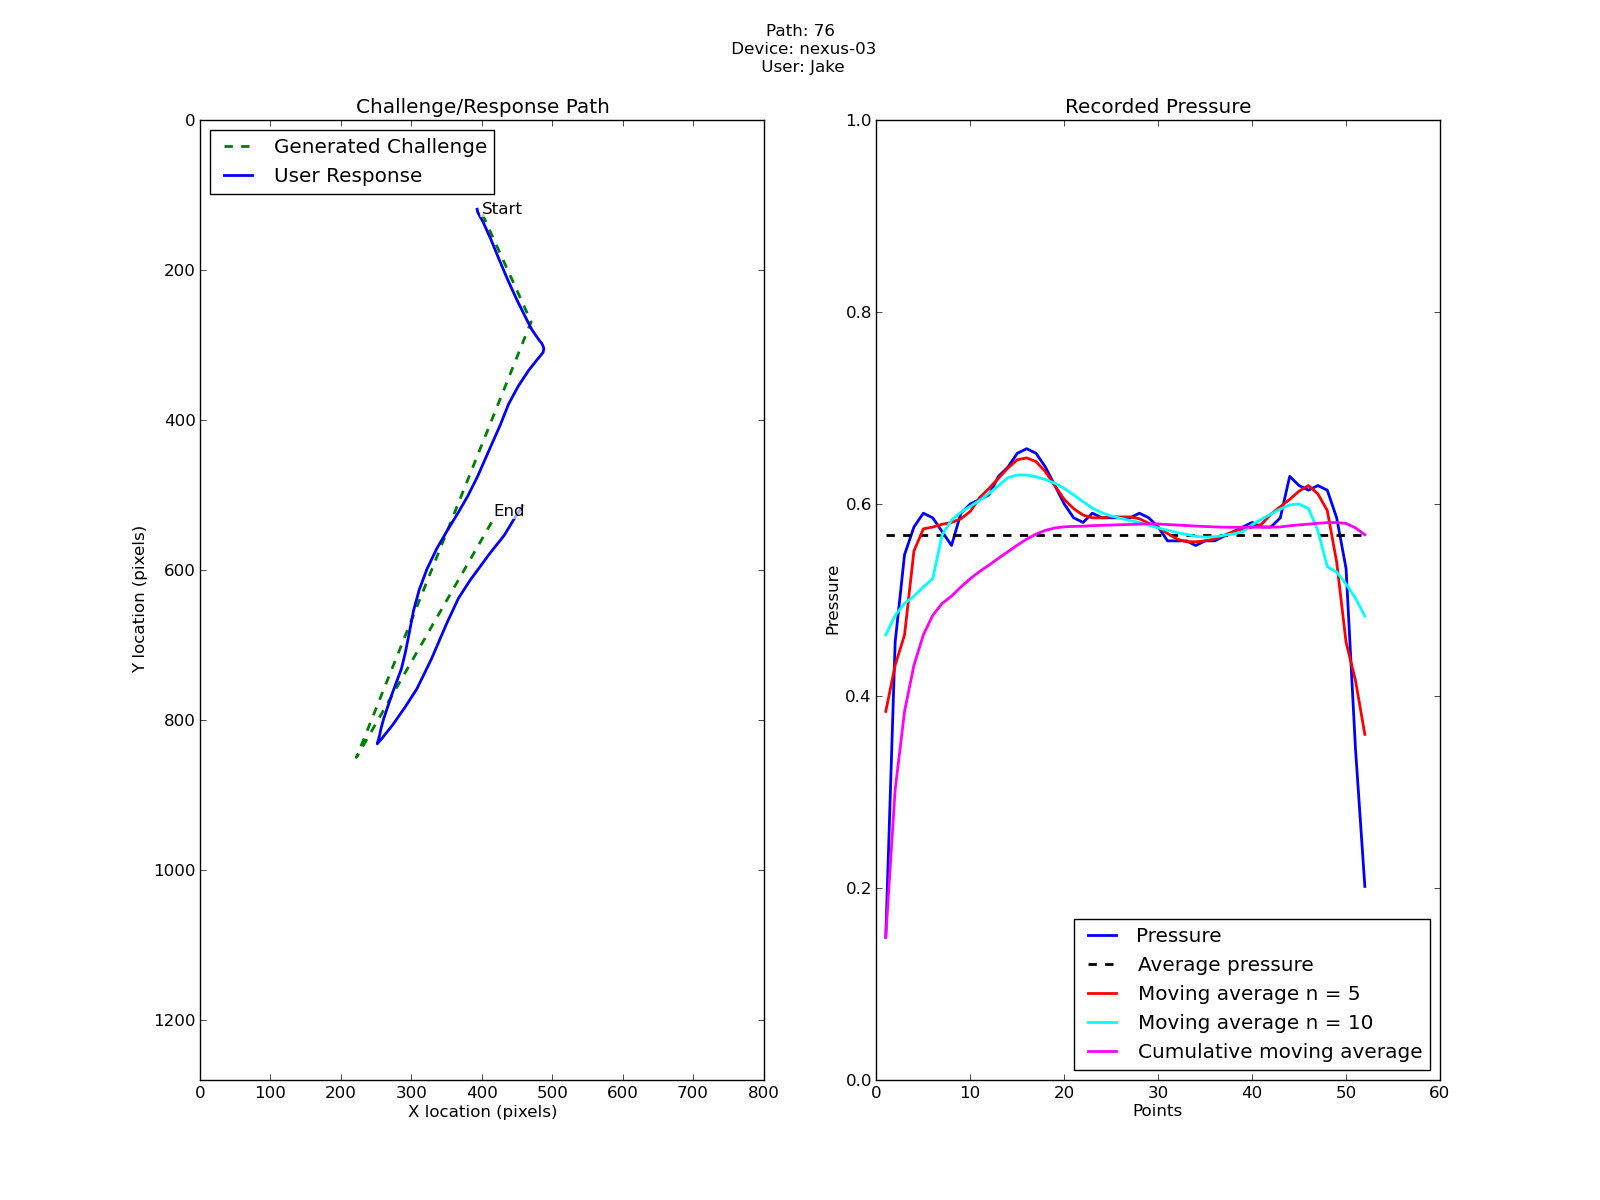 Path: 76
Device: nexus-03
User: Jake
Challenge/Response Path
Generated Challenge
User Response
Start
End
0
200
400
600
800
1000
1200
Y location (pixels)
0 100 200 300 400 500 600 700 800
X location (pixels)
Recorded Pressure
1.0
0.8
0.6
0.4
0.2
0.0
Pressure
Pressure
Average pressure
Moving average n = 5
Moving average n = 10
Cumulative moving average
0 10 20 30 40 50 60
Points